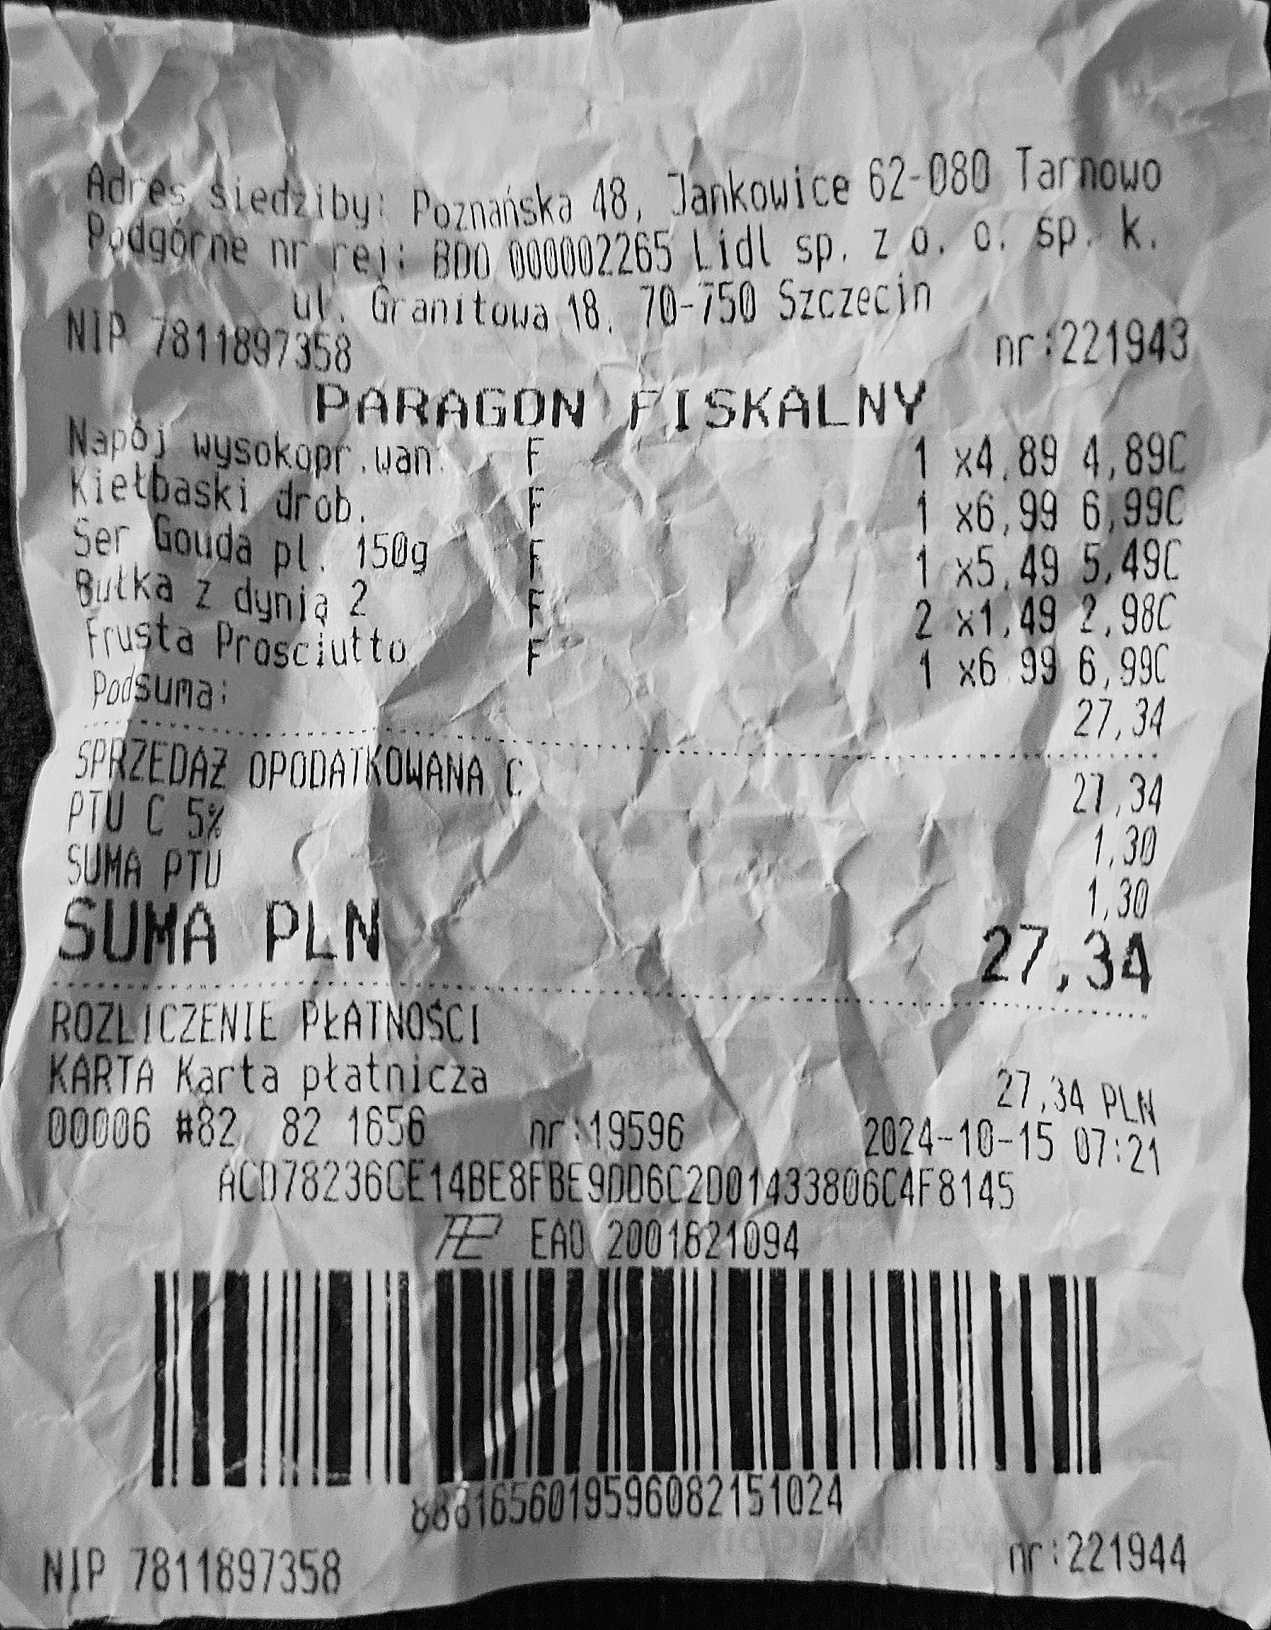 Adres siedziby: Poznańska 48, Jankowice 62-080 Tarnowo
Podgórne nr rej: BDO 000002265 Lidl sp. z o. o. sp. k.
ul. Granitowa 18, 70-750 Szczecin
NIP 7811897358 nr:221943
PARAGON FISKALNY
Napój wysokopr.wan. F 1 x4,89 4,89C
Kiełbaski drob. F 1 x6,99 6,99C
Ser Gouda pl. 150g F 1 x5,49 5,49C
Bułka z dynią 2 F 2 x1,49 2,98C
Frusta Prosciutto F 1 x6,99 6,99C
Podsuma: 27,34
SPRZEDAŻ OPODATKOWANA C 27,34
PTU C 5% 1,30
SUMA PTU 1,30
SUMA PLN 27,34
ROZLICZENIE PŁATNOŚCI
KARTA Karta płatnicza 27,34 PLN
00006 #82 82 1656 nr:19596 2024-10-15 07:21
ACD78236CE14BE8FBE9DD6C2D01433806C4F8145
EAO 2001621094
NIP 7811897358 nr:221944